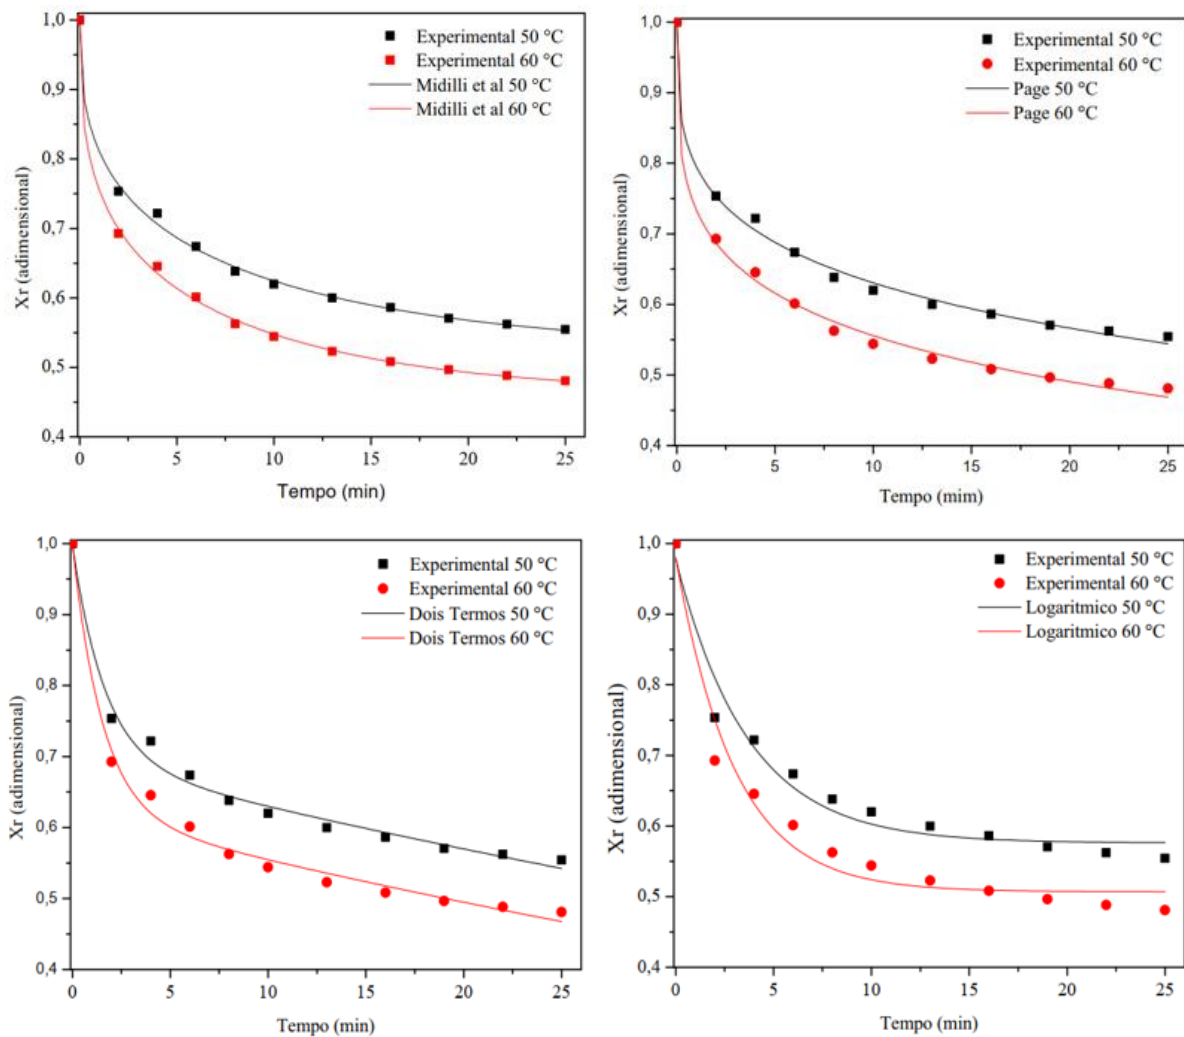 1,0
0,9
0,8
0,7
0,6
0,5
0,4
Xr (adimensional)
Experimental 50 °C
Experimental 60 °C
Midilli et al 50 °C
Midilli et al 60 °C
0 5 10 15 20 25
Tempo (min)
1,0
0,9
0,8
0,7
0,6
0,5
0,4
Xr (adimensional)
Experimental 50 °C
Experimental 60 °C
Page 50 °C
Page 60 °C
0 5 10 15 20 25
Tempo (mim)
1,0
0,9
0,8
0,7
0,6
0,5
0,4
Xr (adimensional)
Experimental 50 °C
Experimental 60 °C
Dois Termos 50 °C
Dois Termos 60 °C
0 5 10 15 20 25
Tempo (min)
1,0
0,9
0,8
0,7
0,6
0,5
0,4
Xr (adimensional)
Experimental 50 °C
Experimental 60 °C
Logaritmico 50 °C
Logaritmico 60 °C
0 5 10 15 20 25
Tempo (min)